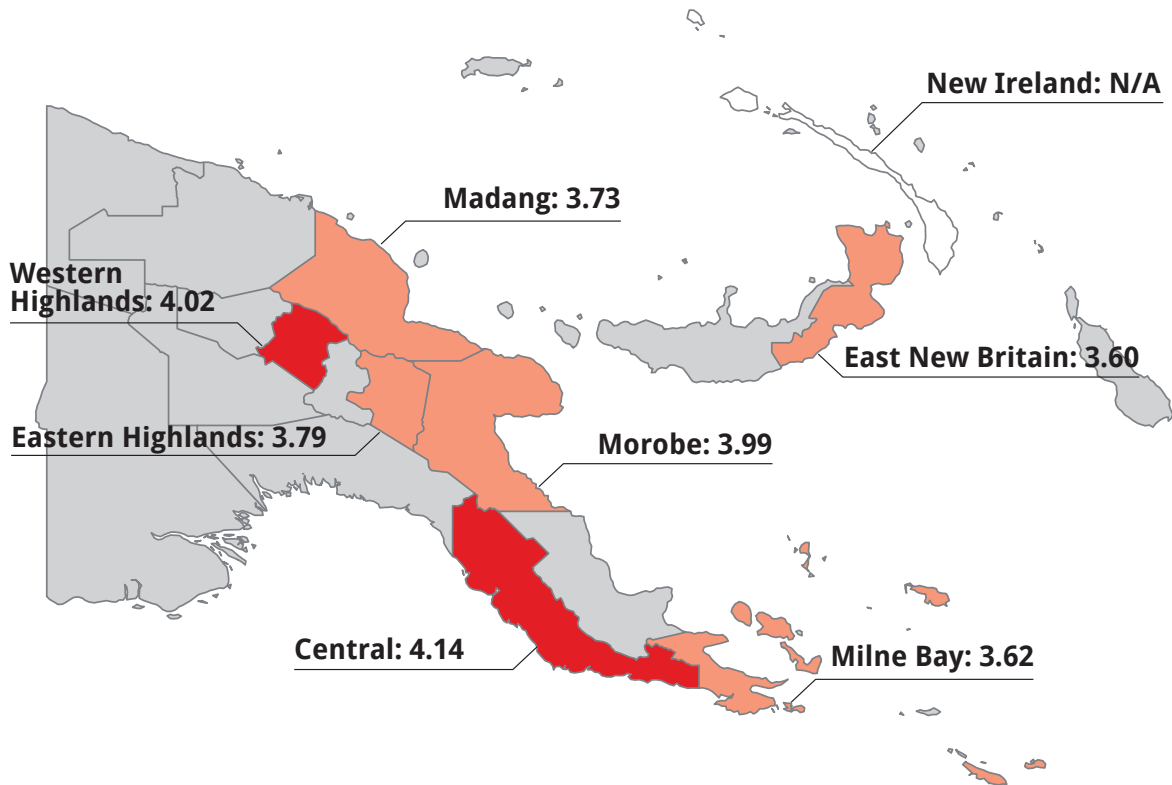 New Ireland: N/A
Madang: 3.73
Western
Highlands: 4.02
East New Britain: 3.60
Eastern Highlands: 3.79
Morobe: 3.99
Central: 4.14
Milne Bay: 3.62